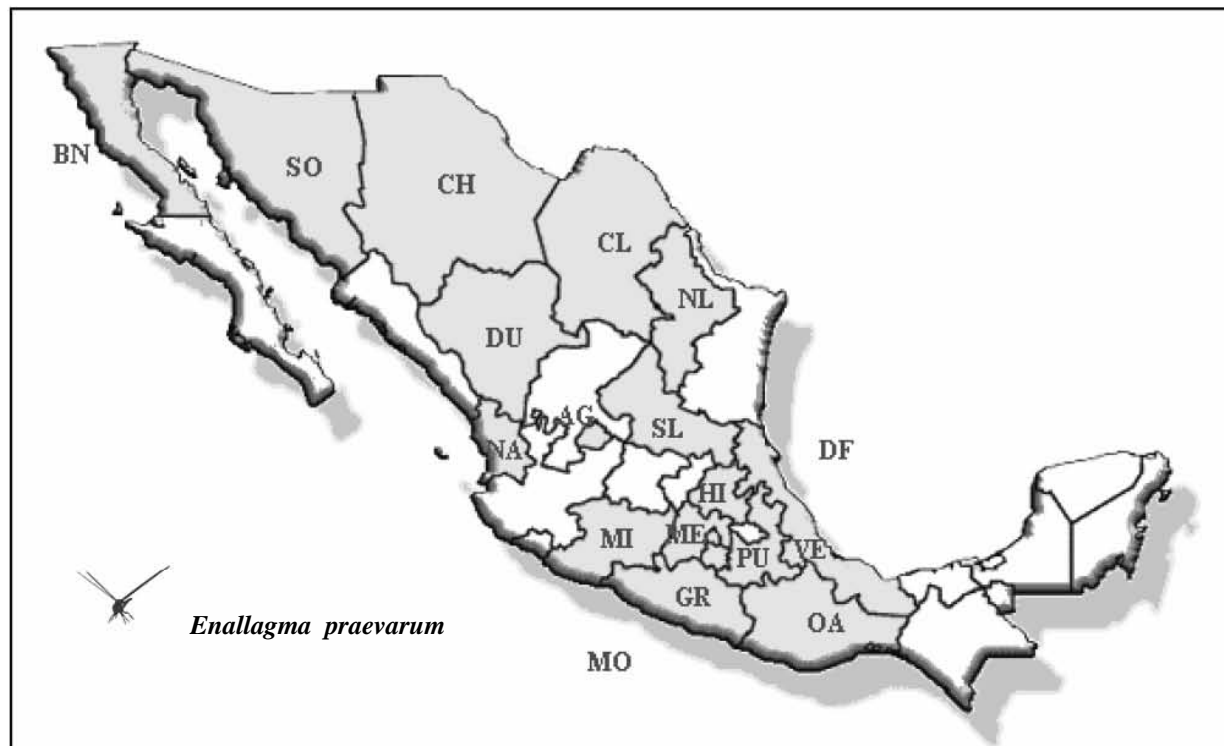 BN
SO
CH
CL
NL
DU
AG
SL
NA
DF
HI
MI
ME
PU
VE
GR
OA
Enallagma praevarum
MO